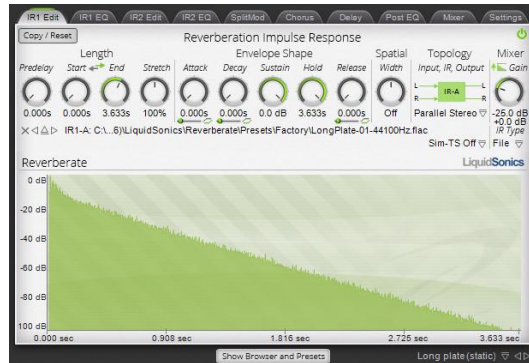 IR1 Edit IR1 EQ IR2 Edit IR2 EQ SplitMod Chorus Delay Post EQ Mixer Settings
Copy / Reset Reverberation Impulse Response
Length Envelope Shape Spatial Topology Mixer
Predelay Start End Stretch Attack Decay Sustain Hold Release Width Input, IR, Output Gain
L IR-A L
R R
0.000s 0.000s 3.633s 100% 0.000s 0.000s 0.0 dB 3.633s 0.000s Off Parallel Stereo -25.0 dB
+0.0 dB
IR1-A: C:\...6)\LiquidSonics\Reverberate\Presets\Factory\LongPlate-01-44100Hz.flac IR Type
Sim-TS Off File
Reverberate LiquidSonics
0 dB
-20 dB
-40 dB
-60 dB
-80 dB
100 dB
0.000 sec 0.908 sec 1.816 sec 2.725 sec 3.633 sec
Show Browser and Presets Long plate (static)